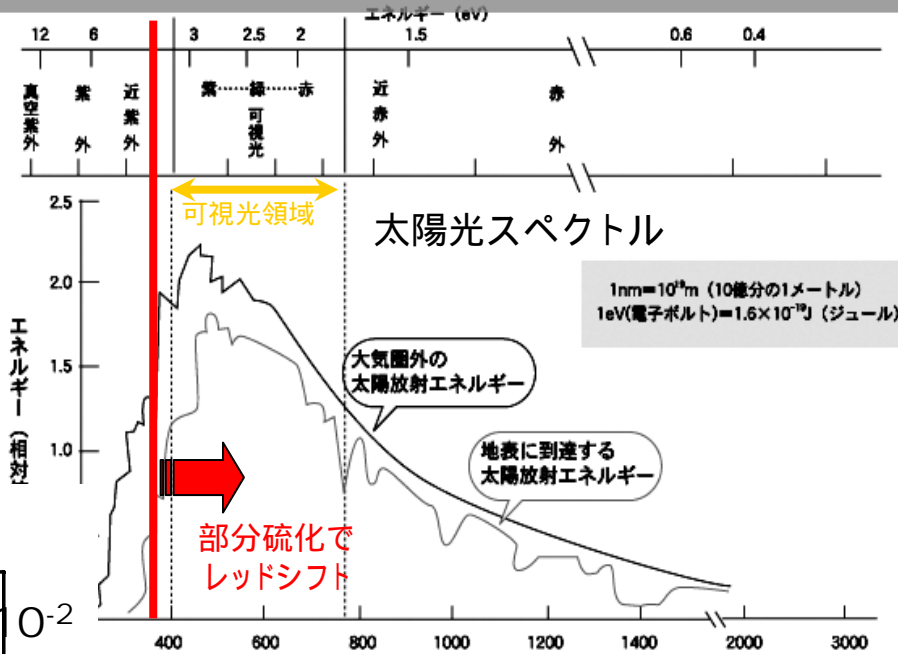 エネルギー（eV）
12 6 3 2.5 2 1.5 0.6 0.4
真空紫外
紫外
近紫外
紫……緑……赤
可視光
近赤外
赤外
可視光領域
太陽光スペクトル
1nm=10⁻⁹m（10億分の1メートル）
1eV(電子ボルト)=1.6×10⁻¹⁹J（ジュール）
2.5
2.0
1.5
1.0
エネルギー（相対
大気圏外の
太陽放射エネルギー
地表に到達する
太陽放射エネルギー
部分硫化で
レッドシフト
10⁻²
400 600 800 1000 1200 1400 2000 3000